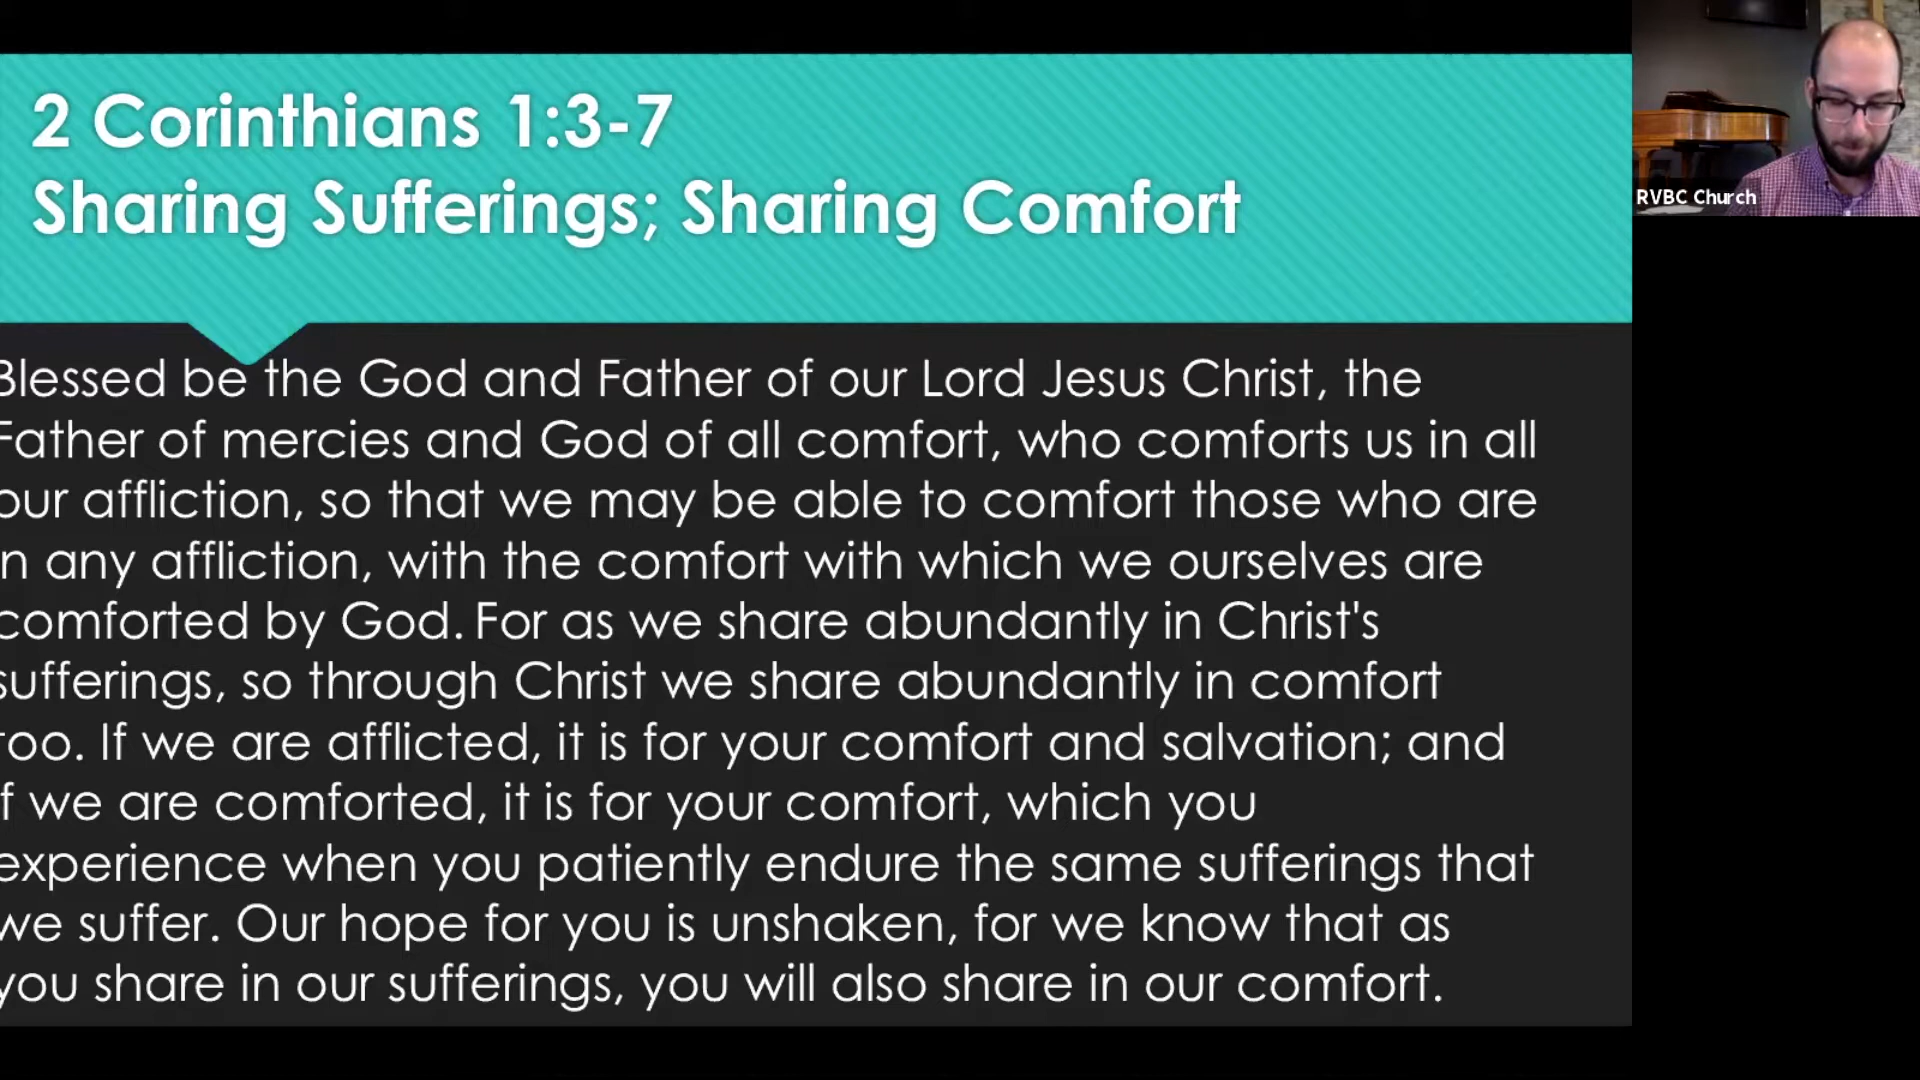 2 Corinthians 1:3-7
Sharing Sufferings; Sharing Comfort
RVBC Church
Blessed be the God and Father of our Lord Jesus Christ, the
Father of mercies and God of all comfort, who comforts us in all
our affliction, so that we may be able to comfort those who are
in any affliction, with the comfort with which we ourselves are
comforted by God. For as we share abundantly in Christ's
sufferings, so through Christ we share abundantly in comfort
too. If we are afflicted, it is for your comfort and salvation; and
if we are comforted, it is for your comfort, which you
experience when you patiently endure the same sufferings that
we suffer. Our hope for you is unshaken, for we know that as
you share in our sufferings, you will also share in our comfort.